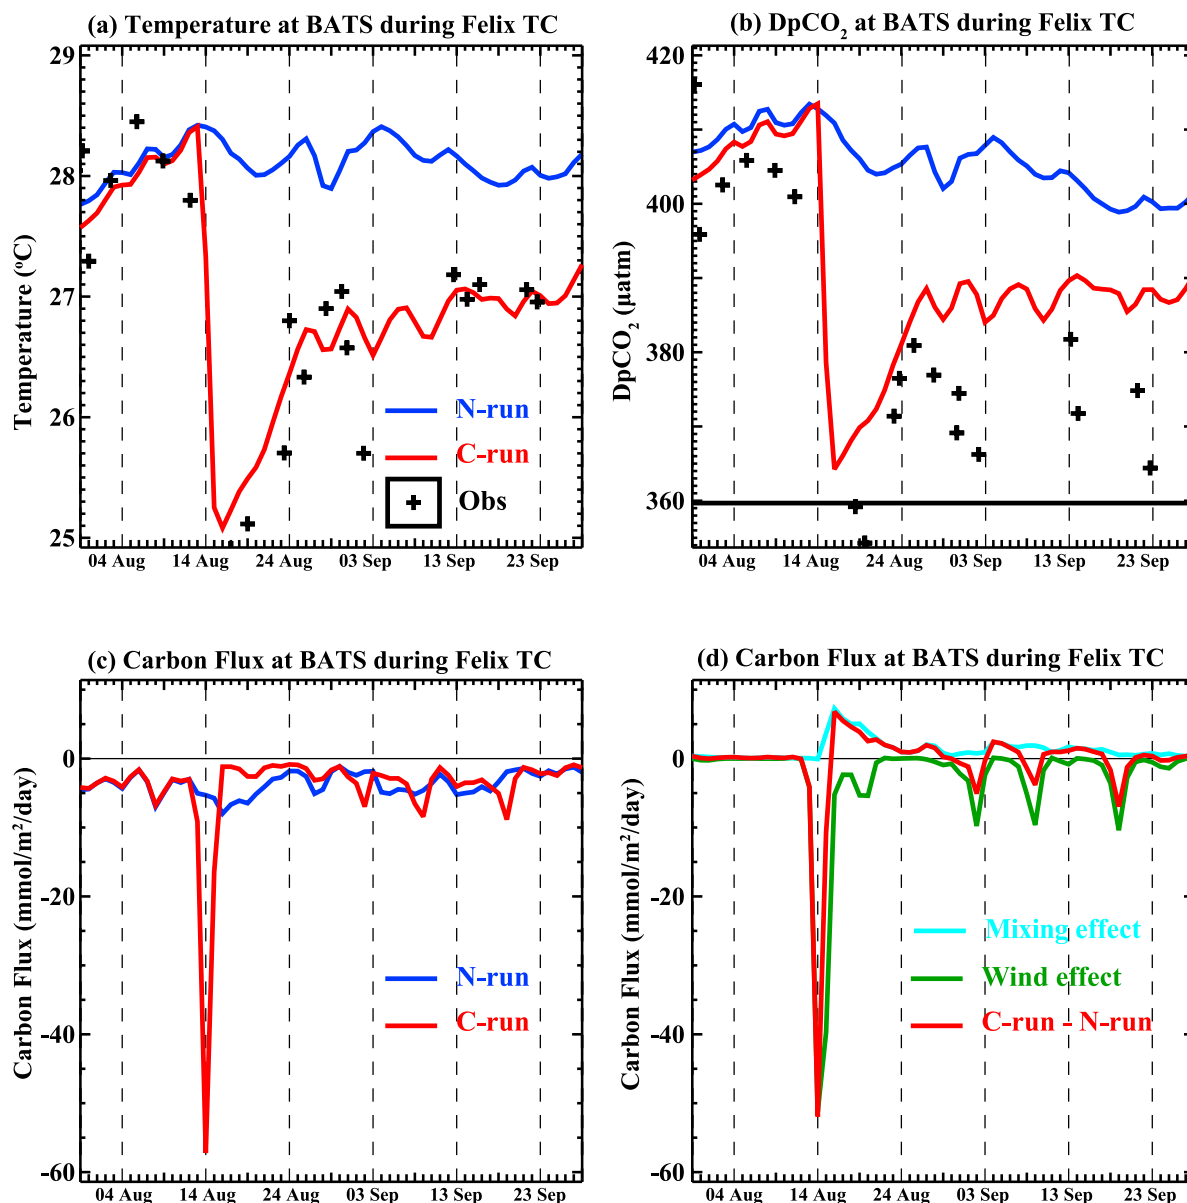 (a) Temperature at BATS during Felix TC
29
28
27
26
25
Temperature (°C)
N-run
C-run
Obs
04 Aug 14 Aug 24 Aug 03 Sep 13 Sep 23 Sep
(b) DpCO₂ at BATS during Felix TC
420
400
380
360
DpCO₂ (µatm)
04 Aug 14 Aug 24 Aug 03 Sep 13 Sep 23 Sep
(c) Carbon Flux at BATS during Felix TC
0
-20
-40
-60
Carbon Flux (mmol/m²/day)
N-run
C-run
04 Aug 14 Aug 24 Aug 03 Sep 13 Sep 23 Sep
(d) Carbon Flux at BATS during Felix TC
0
-20
-40
-60
Carbon Flux (mmol/m²/day)
Mixing effect
Wind effect
C-run - N-run
04 Aug 14 Aug 24 Aug 03 Sep 13 Sep 23 Sep